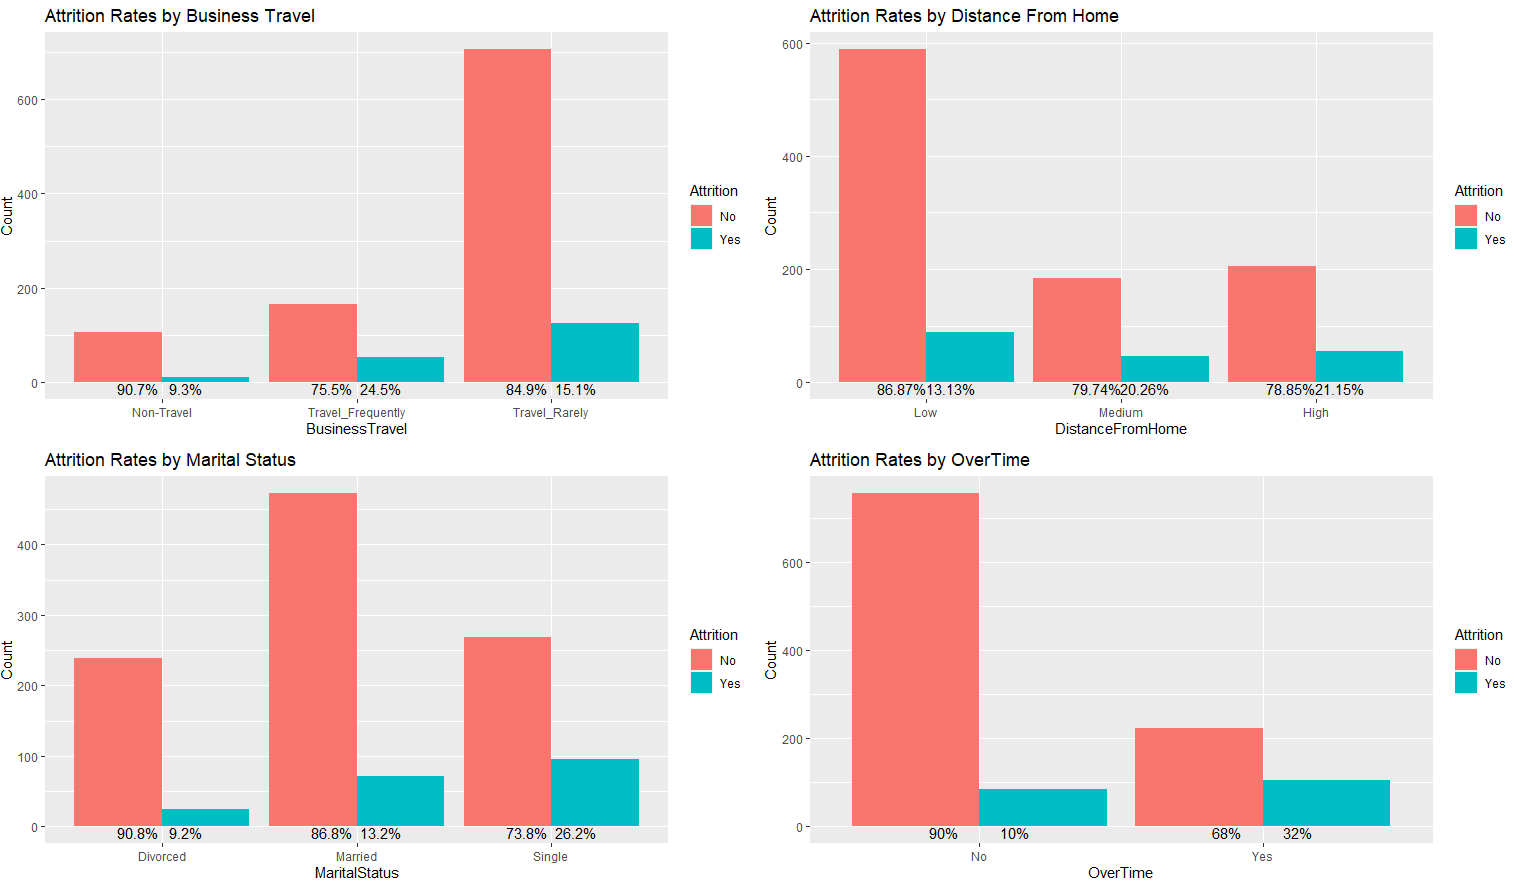 Attrition Rates by Business Travel
600
400
200
0
Count
90.7% 9.3%
75.5% 24.5%
84.9% 15.1%
Non-Travel
Travel_Frequently
Travel_Rarely
BusinessTravel
Attrition
No
Yes
Attrition Rates by Distance From Home
600
400
200
0
Count
86.87%13.13%
79.74%20.26%
78.85%21.15%
Low
Medium
High
DistanceFromHome
Attrition
No
Yes
Attrition Rates by Marital Status
400
300
200
100
0
Count
90.8% 9.2%
86.8% 13.2%
73.8% 26.2%
Divorced
Married
Single
MaritalStatus
Attrition
No
Yes
Attrition Rates by OverTime
600
400
200
0
Count
90% 10%
68% 32%
No
Yes
OverTime
Attrition
No
Yes